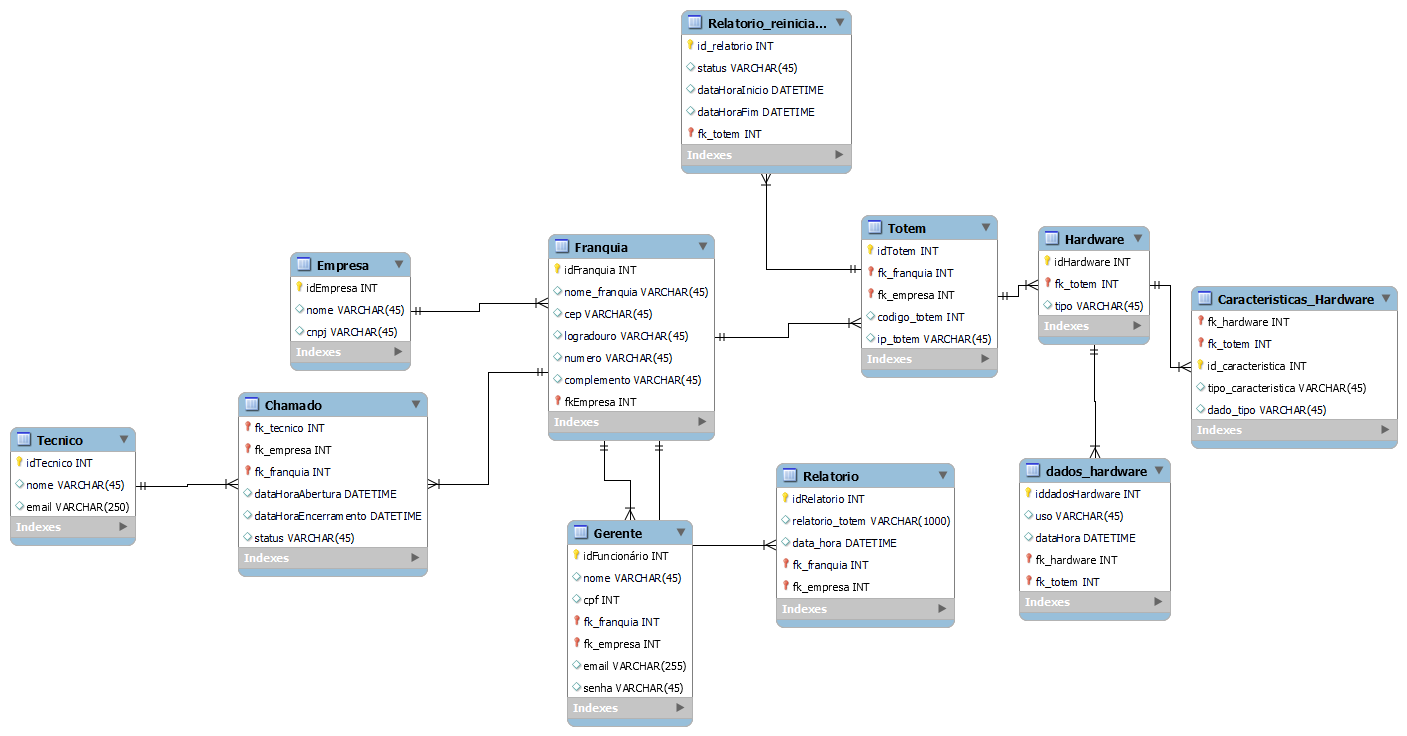 Relatorio_reinicia...
id_relatorio INT
status VARCHAR(45)
dataHoraInicio DATETIME
dataHoraFim DATETIME
fk_totem INT
Indexes
Empresa
idEmpresa INT
nome VARCHAR(45)
cnpj VARCHAR(45)
Indexes
Franquia
idFranquia INT
nome_franquia VARCHAR(45)
cep VARCHAR(45)
logradouro VARCHAR(45)
numero VARCHAR(45)
complemento VARCHAR(45)
fkEmpresa INT
Indexes
Totem
idTotem INT
fk_franquia INT
fk_empresa INT
codigo_totem INT
ip_totem VARCHAR(45)
Indexes
Hardware
idHardware INT
fk_totem INT
tipo VARCHAR(45)
Indexes
Caracteristicas_Hardware
fk_hardware INT
fk_totem INT
id_caracteristica INT
tipo_caracteristica VARCHAR(45)
dado_tipo VARCHAR(45)
Indexes
Tecnico
idTecnico INT
nome VARCHAR(45)
email VARCHAR(250)
Indexes
Chamado
fk_tecnico INT
fk_empresa INT
fk_franquia INT
dataHoraAbertura DATETIME
dataHoraEncerramento DATETIME
status VARCHAR(45)
Indexes
Gerente
idFuncionário INT
nome VARCHAR(45)
cpf INT
fk_franquia INT
fk_empresa INT
email VARCHAR(255)
senha VARCHAR(45)
Indexes
Relatorio
idRelatorio INT
relatorio_totem VARCHAR(1000)
data_hora DATETIME
fk_franquia INT
fk_empresa INT
Indexes
dados_hardware
iddadosHardware INT
uso VARCHAR(45)
dataHora DATETIME
fk_hardware INT
fk_totem INT
Indexes